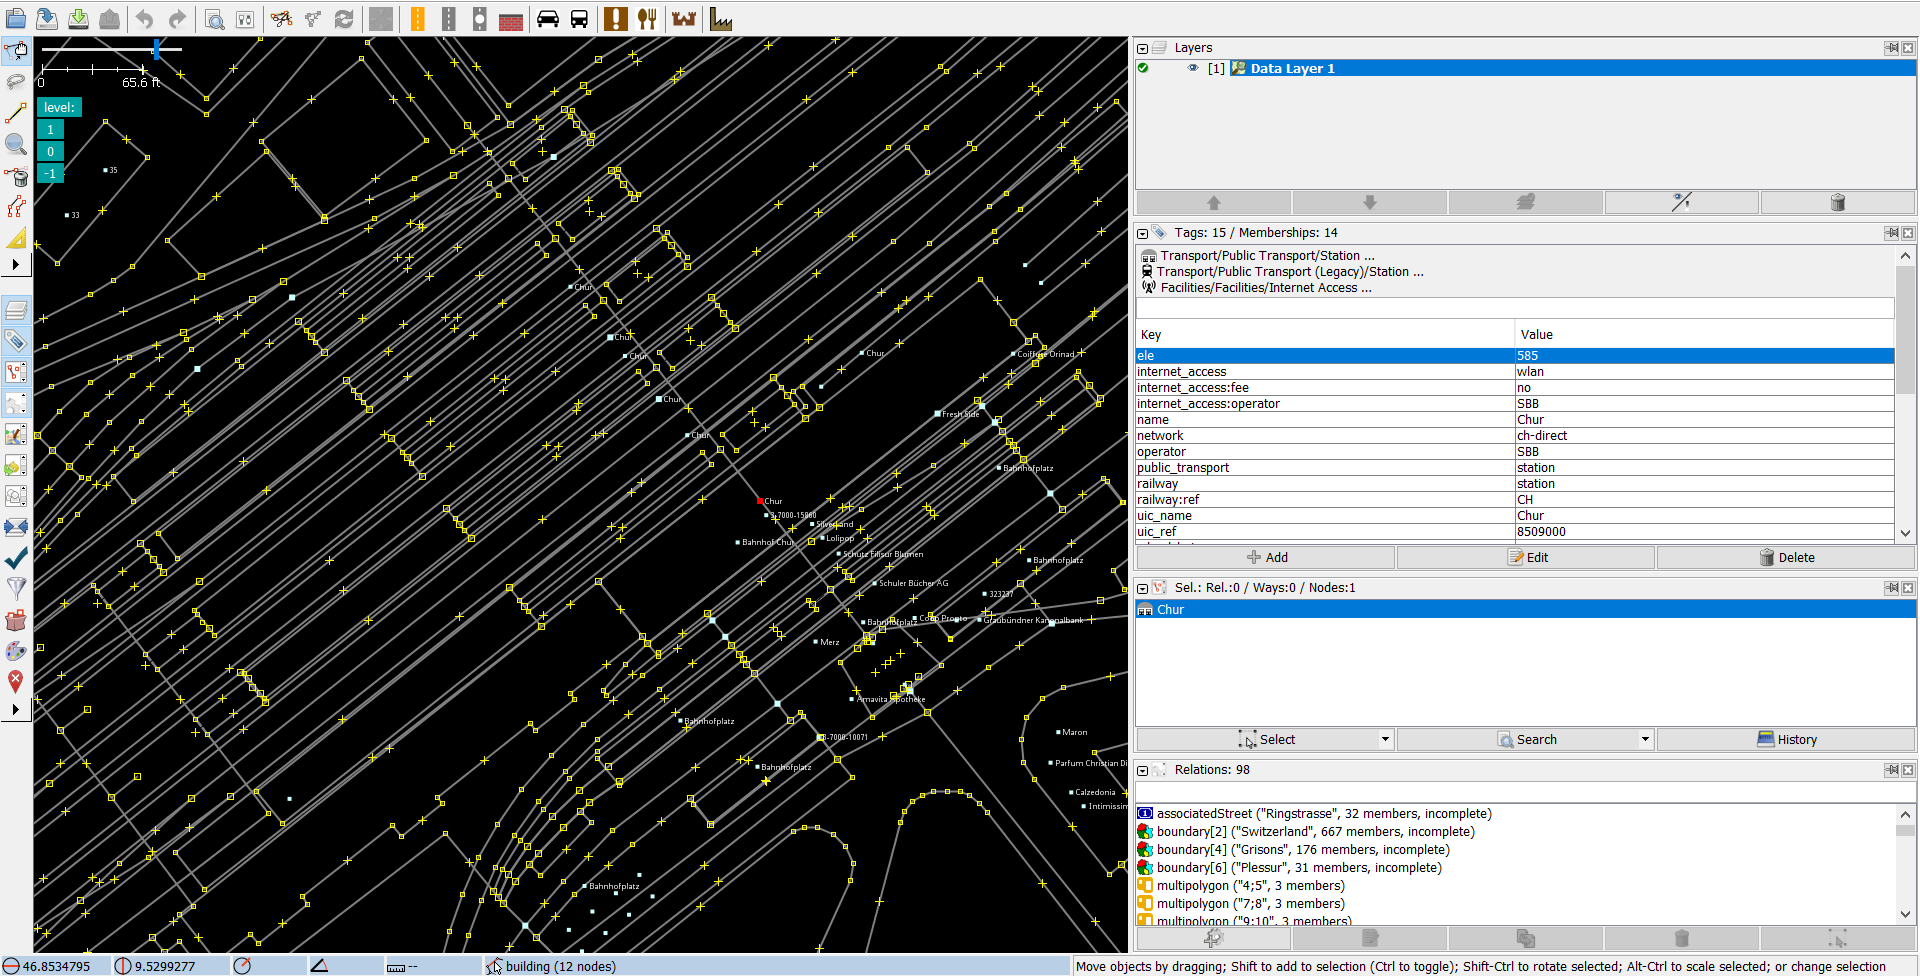 0
65.6 ft
level:
1
0
-1
35
33
Chur
Chur
Chur
Chur
Coiffure Orinad
Chur
Fresh Side
Chur
Bahnhofplatz
Chur
Silverland
Lolipop
Bahnhof Chur
Schutz Filisur Blumen
Bahnhofplatz
Schuler Bücher AG
323237
Bahnhofplatz
Coop Pronto
Graubündner Kantonalbank
Merz
Amavita Apotheke
Bahnhofplatz
Maron
Parfum Christian Di
Bahnhofplatz
Calzedonia
Intimissim
Bahnhofplatz
Layers
[1] Data Layer 1
Tags: 15 / Memberships: 14
Transport/Public Transport/Station ...
Transport/Public Transport (Legacy)/Station ...
Facilities/Facilities/Internet Access ...
Key Value
ele 585
internet_access wlan
internet_access:fee no
internet_access:operator SBB
name Chur
network ch-direct
operator SBB
public_transport station
railway station
railway:ref CH
uic_name Chur
uic_ref 8509000
Add Edit Delete
Sel.: Rel.:0 / Ways:0 / Nodes:1
Chur
Select Search History
Relations: 98
associatedStreet ("Ringstrasse", 32 members, incomplete)
boundary[2] ("Switzerland", 667 members, incomplete)
boundary[4] ("Grisons", 176 members, incomplete)
boundary[6] ("Plessur", 31 members, incomplete)
multipolygon ("4;5", 3 members)
multipolygon ("7;8", 3 members)
multipolygon ("9;10", 3 members)
46.8534795 9.5299277 -- building (12 nodes) Move objects by dragging; Shift to add to selection (Ctrl to toggle); Shift-Ctrl to rotate selected; Alt-Ctrl to scale selected; or change selection